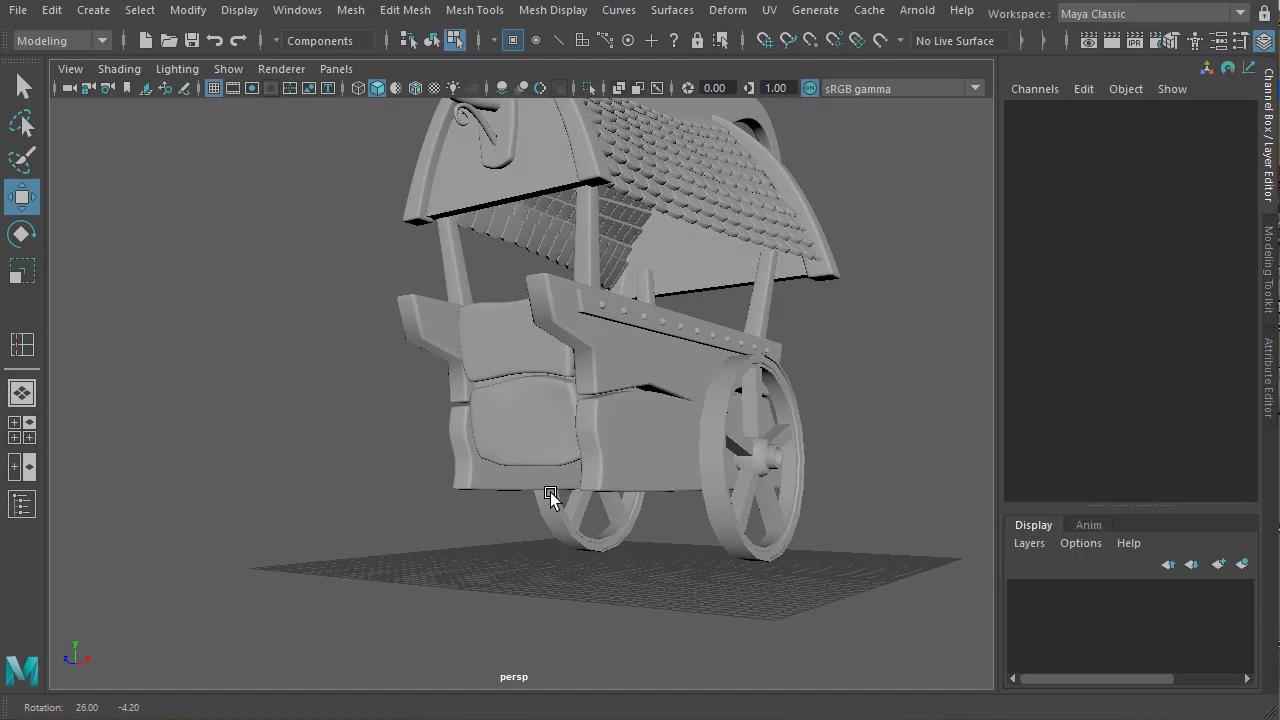 File Edit Create Select Modify Display Windows Mesh Edit Mesh Mesh Tools Mesh Display Curves Surfaces Deform UV Generate Cache Arnold Help Workspace : Maya Classic
Modeling Components No Live Surface
View Shading Lighting Show Renderer Panels
0.00 1.00 sRGB gamma
Channels Edit Object Show
Channel Box / Layer Editor
Modeling Toolkit
Attribute Editor
Display Anim
Layers Options Help
persp
Rotation: 26.00 -4.20